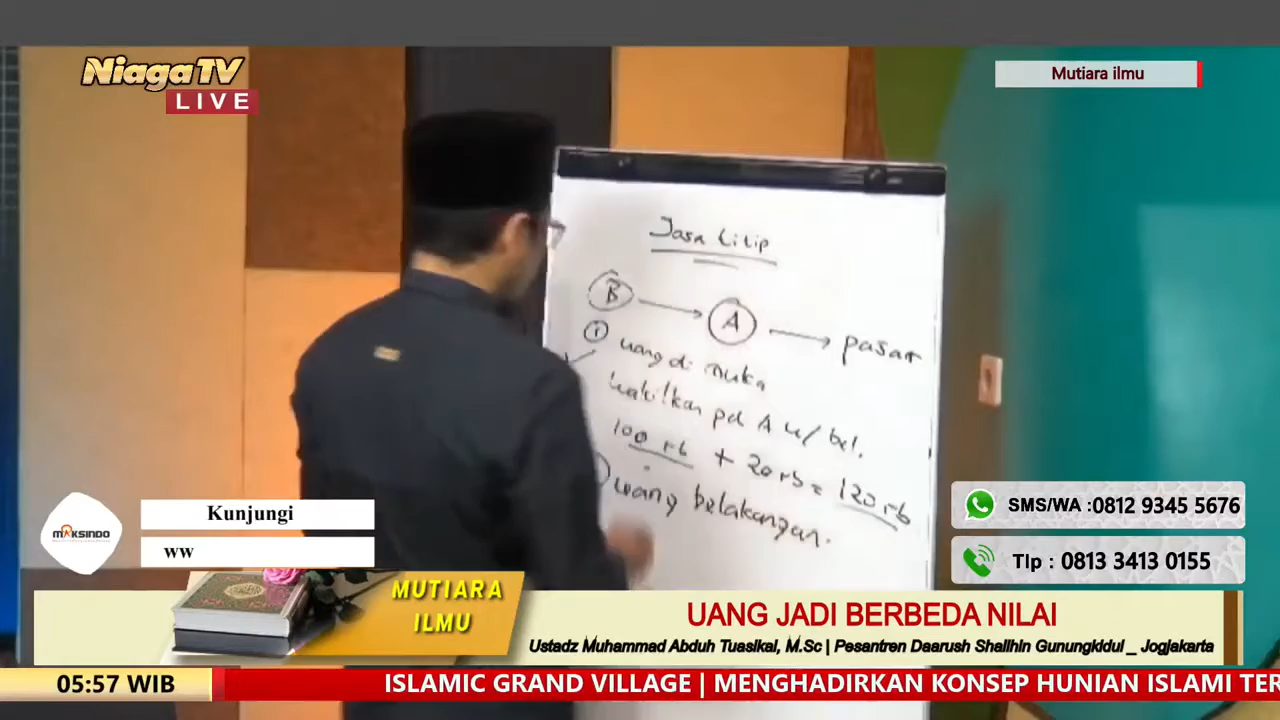 NiagaTV
LIVE
Mutiara ilmu
Jasa titip
B
A
pasar
1 uang di muka
wakilkan pd A u/ bel.
100 rb + 20 rb = 120 rb
uang belakangan.
MAKSINDO
Kunjungi
ww
SMS/WA :0812 9345 5676
Tlp : 0813 3413 0155
MUTIARA
ILMU
UANG JADI BERBEDA NILAI
Ustadz Muhammad Abduh Tuasikal, M.Sc | Pesantren Daarush Shalihin Gunungkidul _ Jogjakarta
05:57 WIB
ISLAMIC GRAND VILLAGE | MENGHADIRKAN KONSEP HUNIAN ISLAMI TER